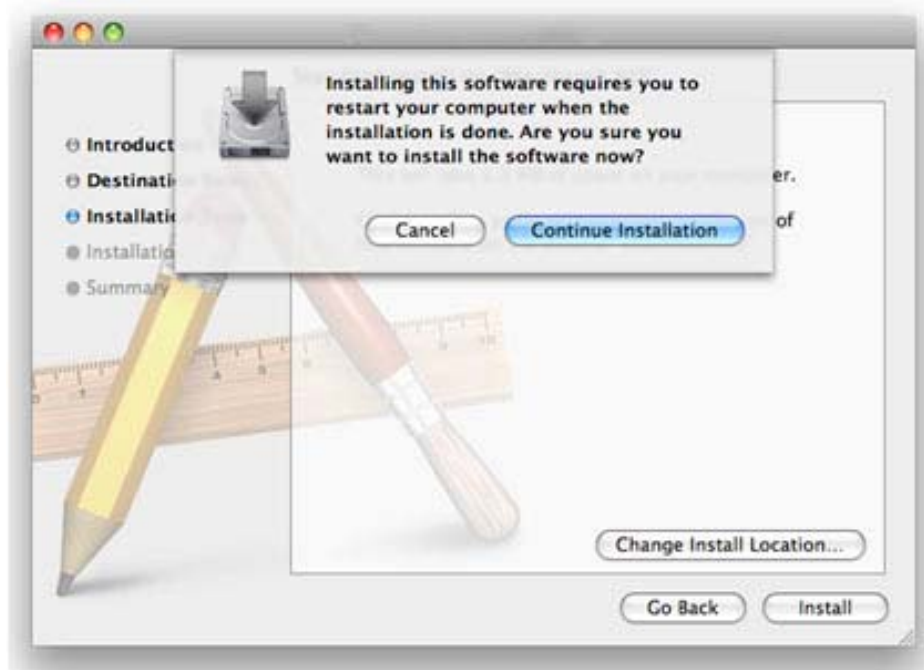 Installing this software requires you to
restart your computer when the
installation is done. Are you sure you
want to install the software now?
Cancel
Continue Installation
Introduct
Destinati
er.
Installati
of
Installatio
Summary
Change Install Location...
Go Back
Install